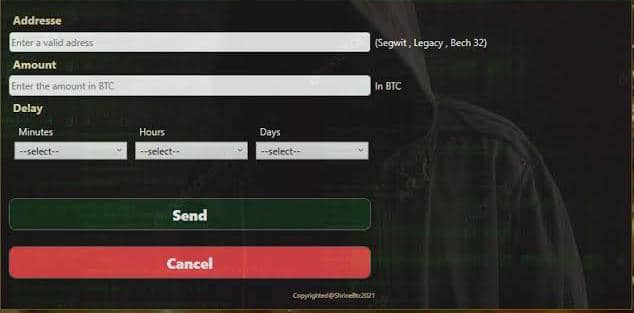 Addresse
Enter a valid adress (Segwit , Legacy , Bech 32)
Amount
Enter the amount in BTC In BTC
Delay
Minutes Hours Days
--select-- --select-- --select--
Send
Cancel
Copyrighted@ShrineBtc2021